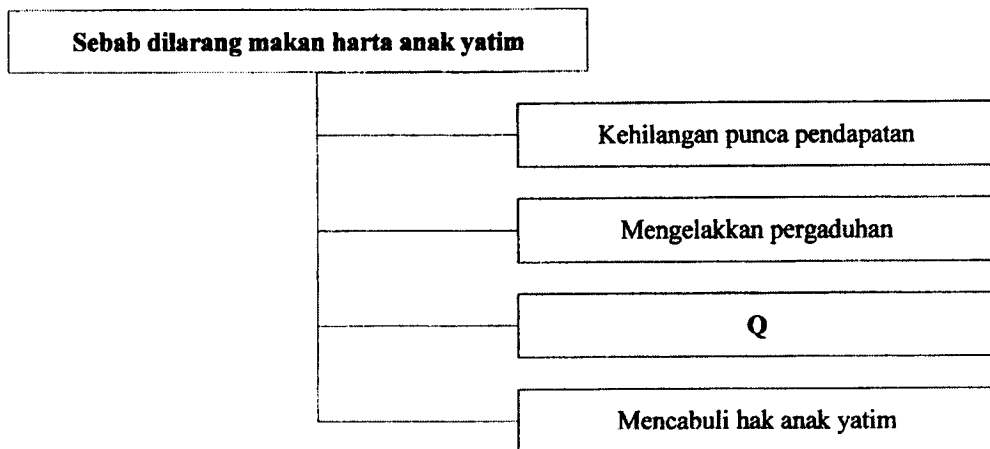 Sebab dilarang makan harta anak yatim
Kehilangan punca pendapatan
Mengelakkan pergaduhan
Q
Mencabuli hak anak yatim